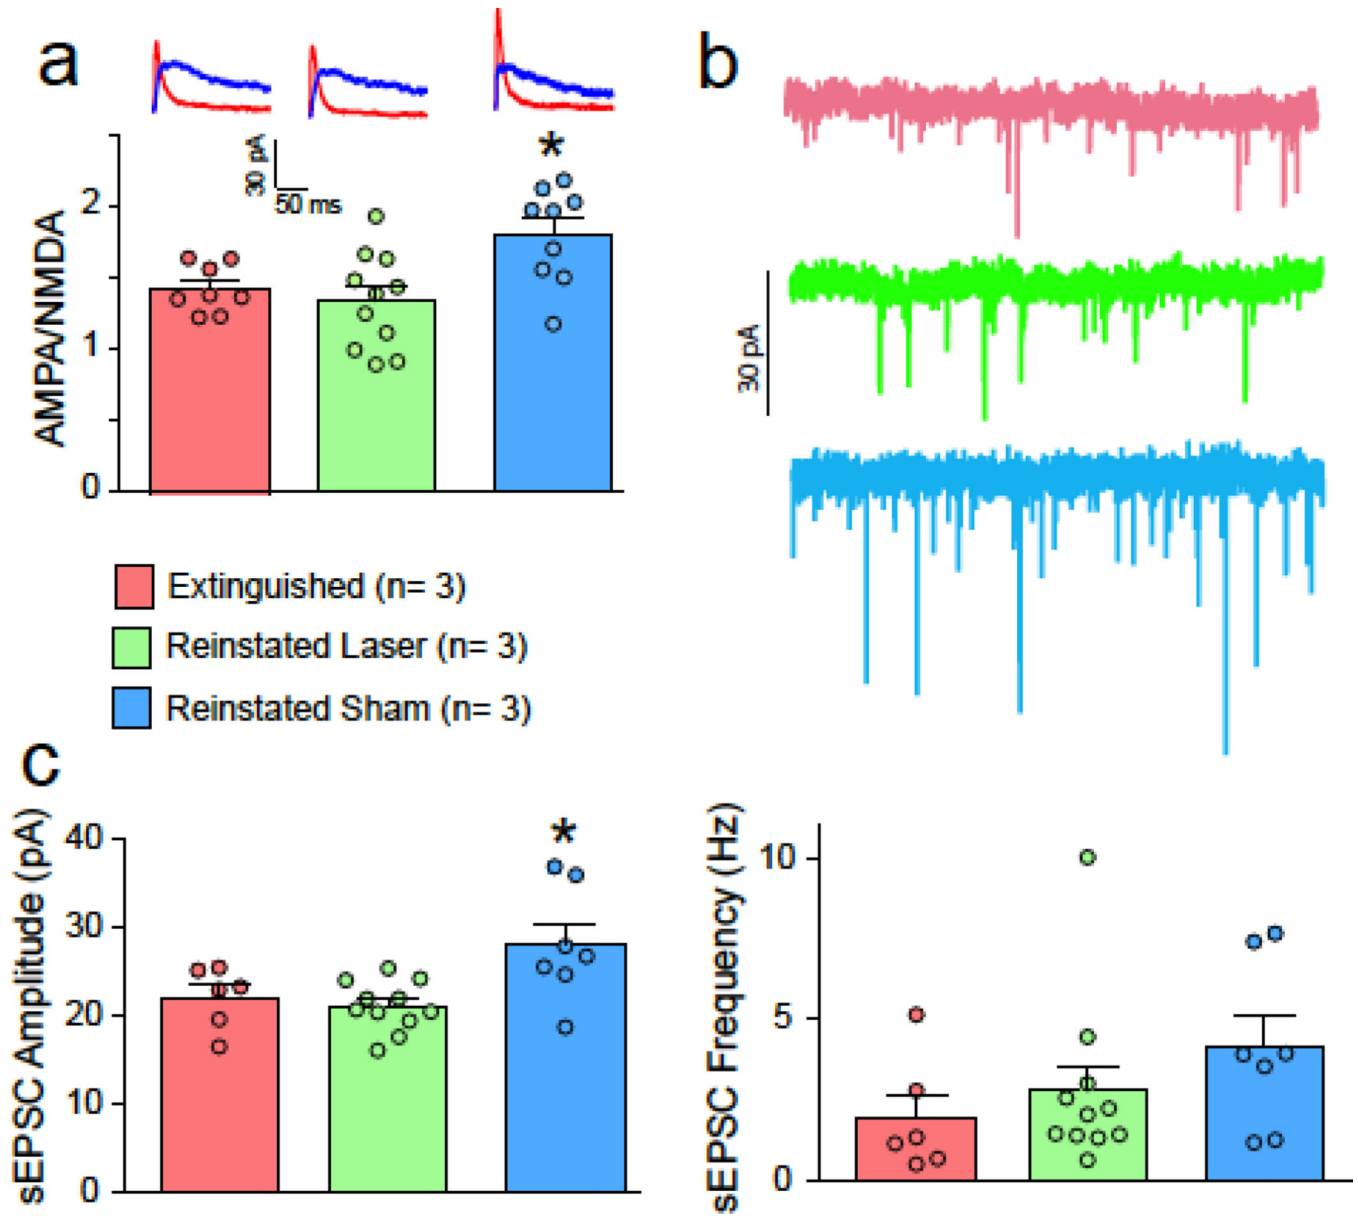 a
b
*
30 pA
50 ms
AMPA/NMDA
2
1
0
30 pA
Extinguished (n= 3)
Reinstated Laser (n= 3)
Reinstated Sham (n= 3)
c
sEPSC Amplitude (pA)
40
30
20
10
0
*
sEPSC Frequency (Hz)
10
5
0